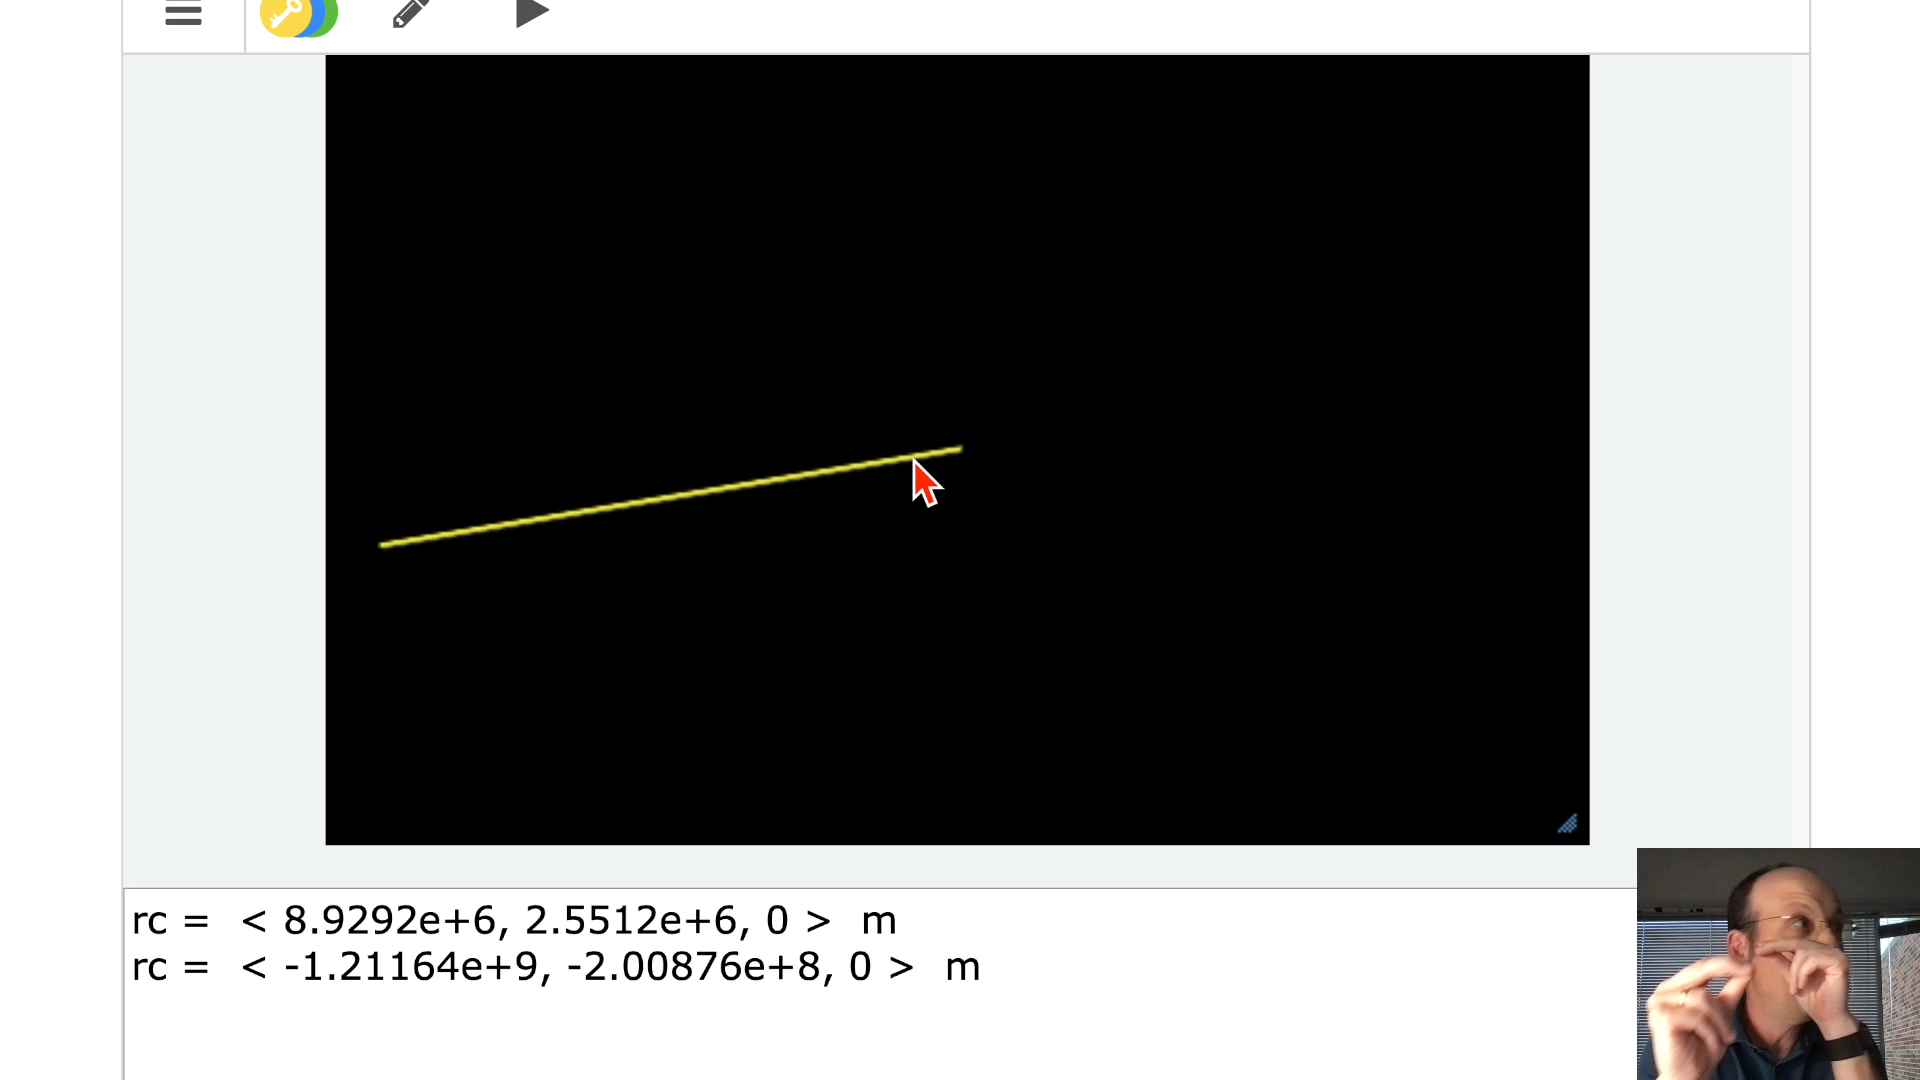 rc = < 8.9292e+6, 2.5512e+6, 0 > m
rc = < -1.21164e+9, -2.00876e+8, 0 > m